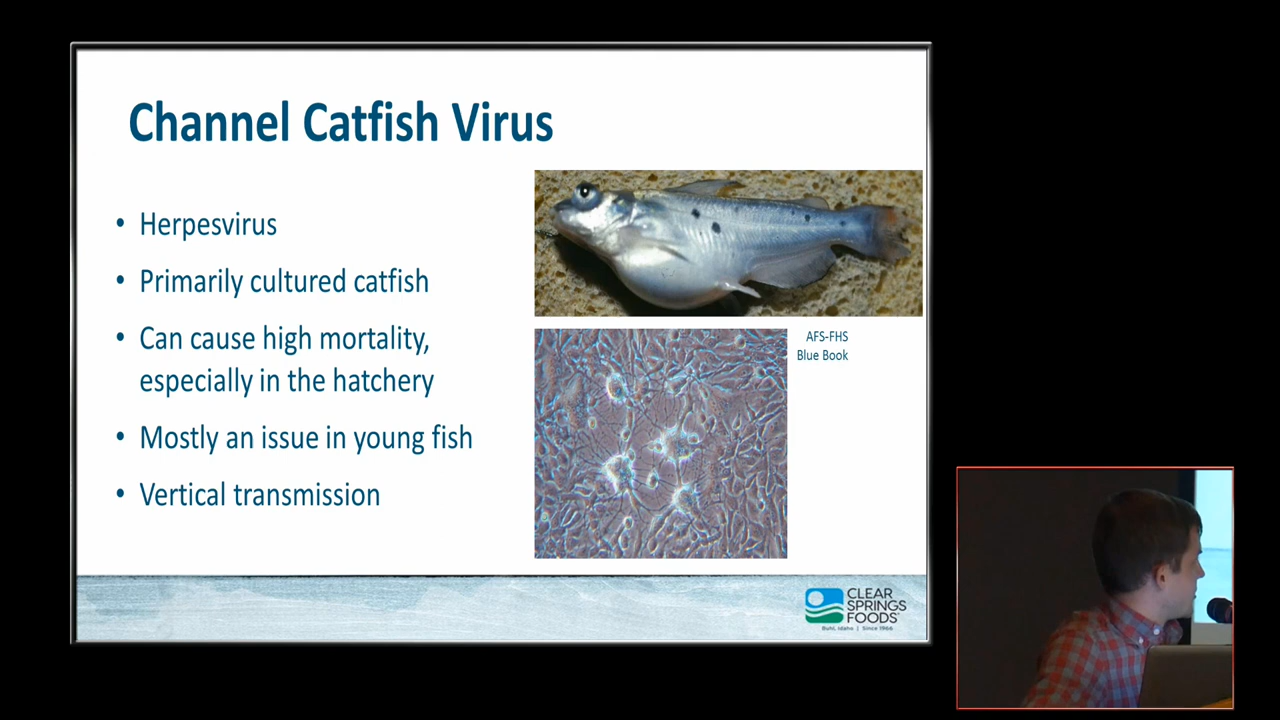 Channel Catfish Virus
• Herpesvirus
• Primarily cultured catfish
• Can cause high mortality,
especially in the hatchery
• Mostly an issue in young fish
• Vertical transmission
AFS-FHS
Blue Book
CLEAR
SPRINGS
FOODS
Buhl, Idaho | Since 1966